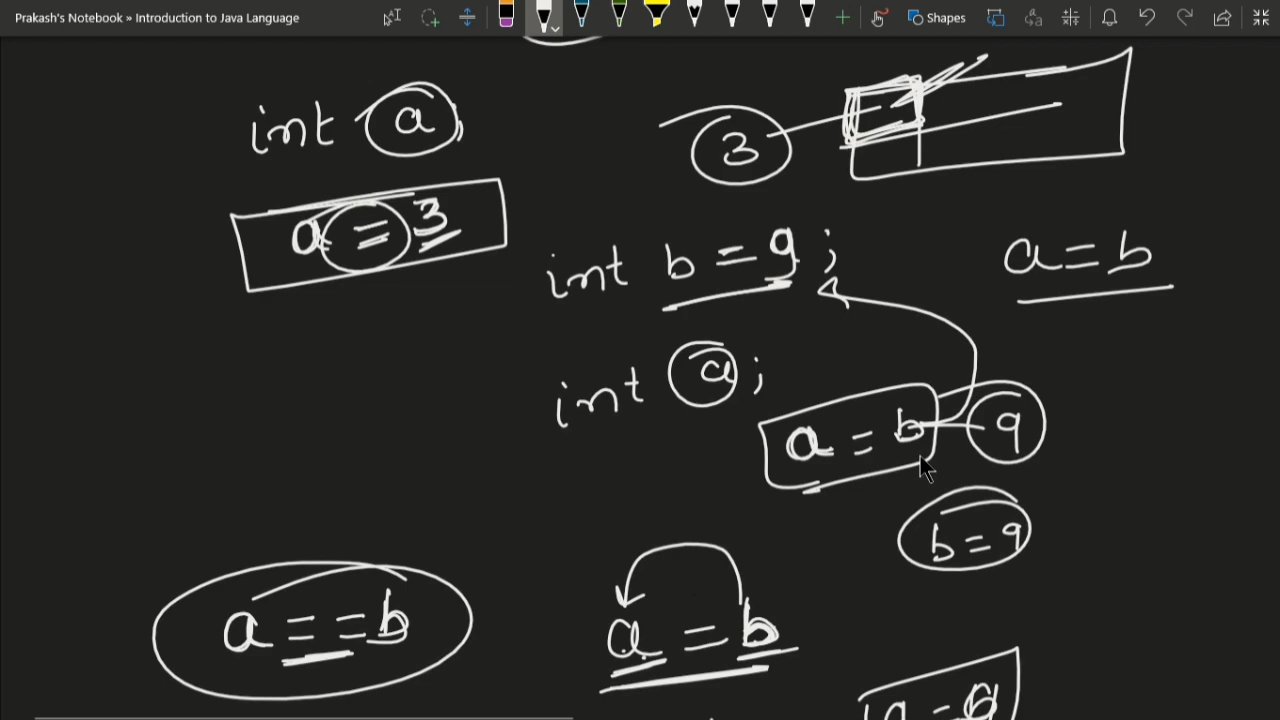 Prakash's Notebook » Introduction to Java Language
Shapes
int a;
3
a = 3
int b = 9;
a = b
int a;
a = b 9
b = 9
a == b
a = b